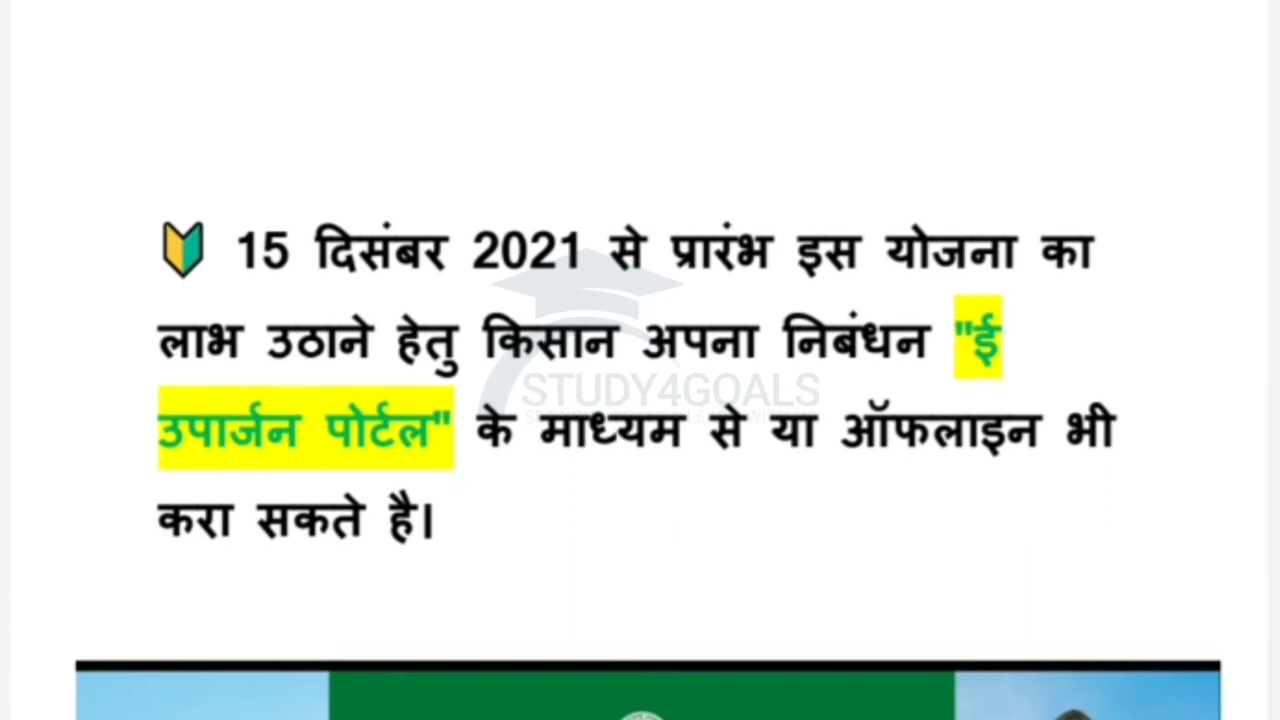 🔰 15 दिसंबर 2021 से प्रारंभ इस योजना का
लाभ उठाने हेतु किसान अपना निबंधन "ई
उपार्जन पोर्टल" के माध्यम से या ऑफलाइन भी
करा सकते है।
STUDY4GOALS